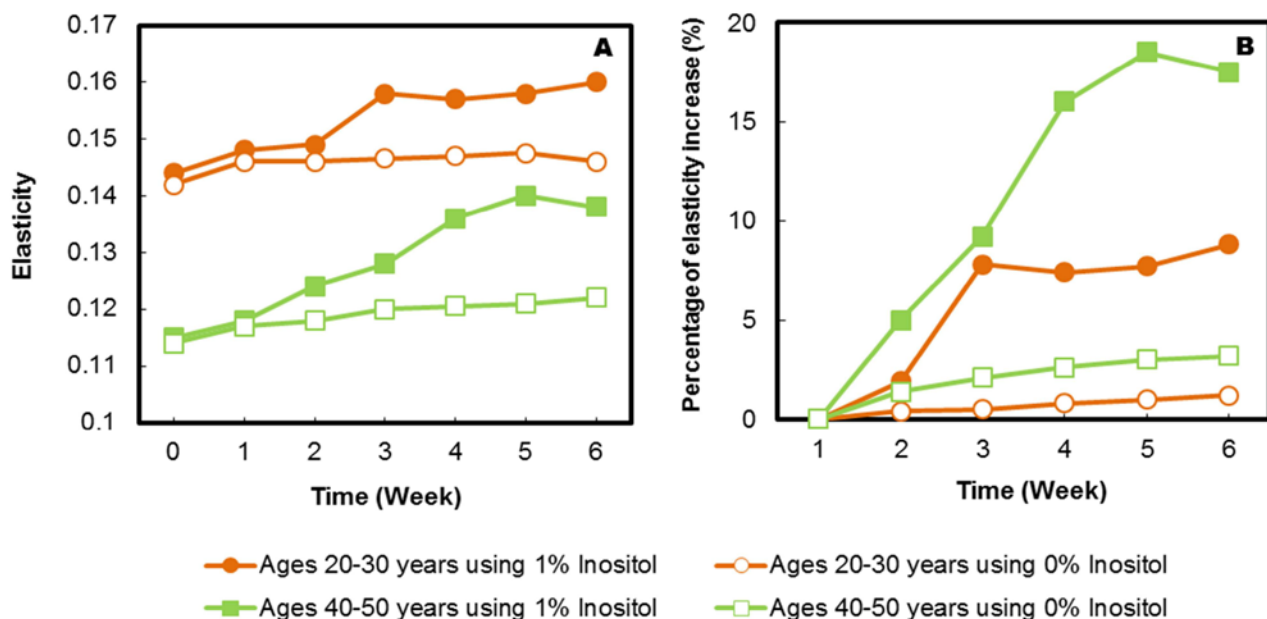 A
Elasticity
0.17
0.16
0.15
0.14
0.13
0.12
0.11
0.1
0 1 2 3 4 5 6
Time (Week)
B
Percentage of elasticity increase (%)
20
15
10
5
0
1 2 3 4 5 6
Time (Week)
Ages 20-30 years using 1% Inositol
Ages 20-30 years using 0% Inositol
Ages 40-50 years using 1% Inositol
Ages 40-50 years using 0% Inositol